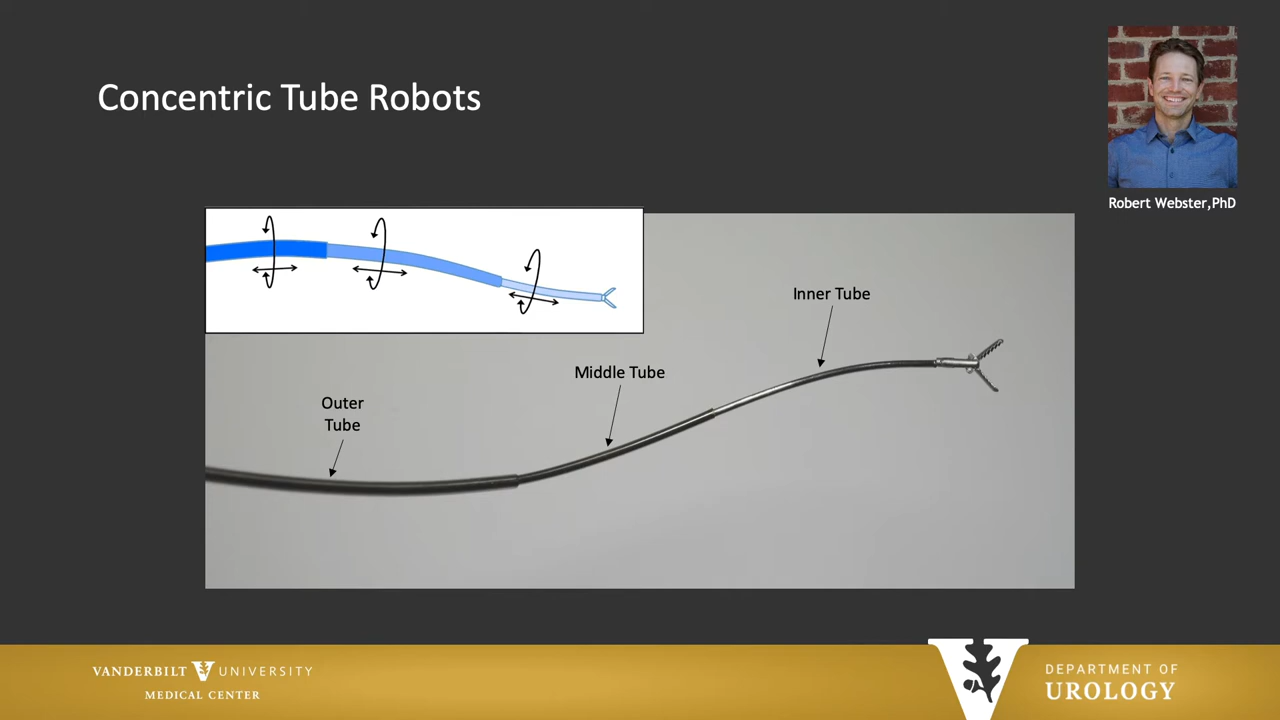 Concentric Tube Robots
Robert Webster,PhD
Inner Tube
Middle Tube
Outer
Tube
VANDERBILT V UNIVERSITY
MEDICAL CENTER
DEPARTMENT OF
UROLOGY